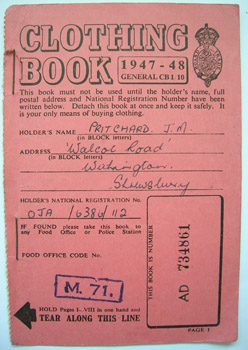 CLOTHING
BOOK
1947-48
GENERAL CB 1/10
This book must not be used until the holder's name, full
postal address and National Registration Number have been
written below. Detach this book at once and keep it safely. It
is your only means of buying clothing.
HOLDER'S NAME PRITCHARD J.M.
(in BLOCK letters)
ADDRESS Walcot Road
(in BLOCK letters)
Shrewsbury
HOLDER'S NATIONAL REGISTRATION No.
OJA /6386/112
IF FOUND please take this book to
any Food Office or Police Station
FOOD OFFICE CODE No.
M. 71.
THIS BOOK IS NUMBER
AD 734861
HOLD Pages I-VIII in one hand and
TEAR ALONG THIS LINE
PAGE I